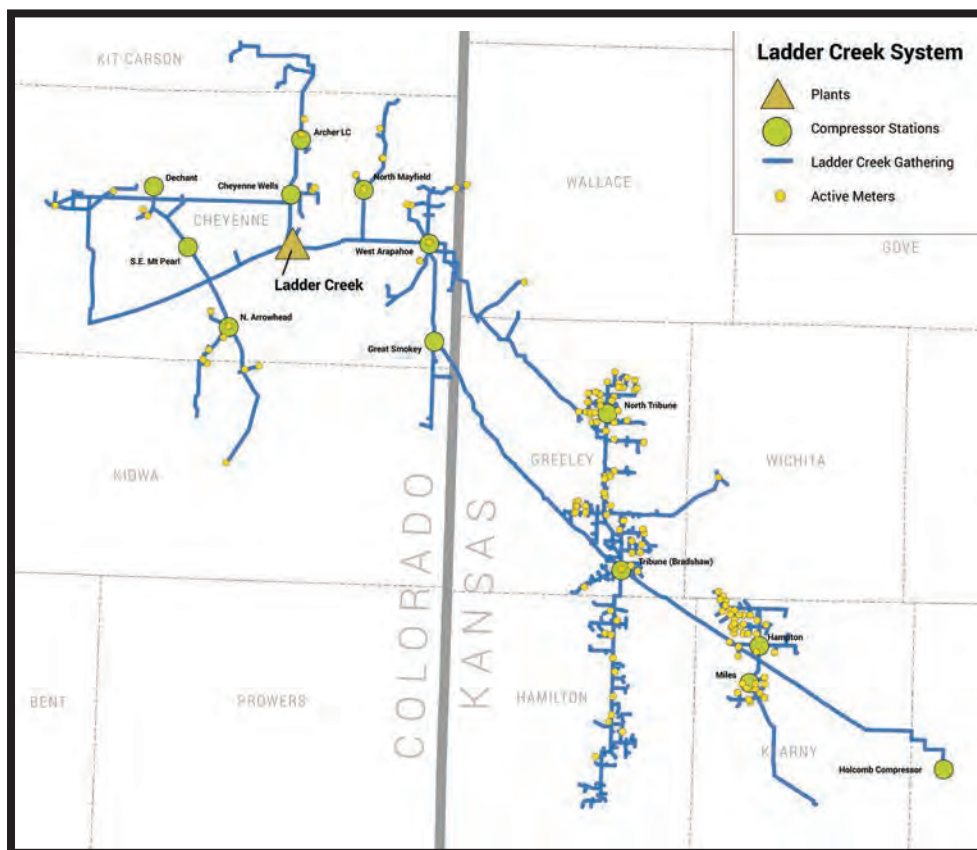 Ladder Creek System
Plants
Compressor Stations
Ladder Creek Gathering
Active Meters
KIT CARSON
Archer LC
Dechant
Cheyenne Wells
North Mayfield
WALLACE
CHEYENNE
S.E. Mt Pearl
West Arapahoe
GOVE
Ladder Creek
N. Arrowhead
Great Smokey
North Tribune
GREELEY
WICHITA
KIOWA
COLORADO
KANSAS
Tribune (Bradshaw)
Hampton
Miles
BENT
PROWERS
HAMILTON
KEARNY
Holcomb Compressor